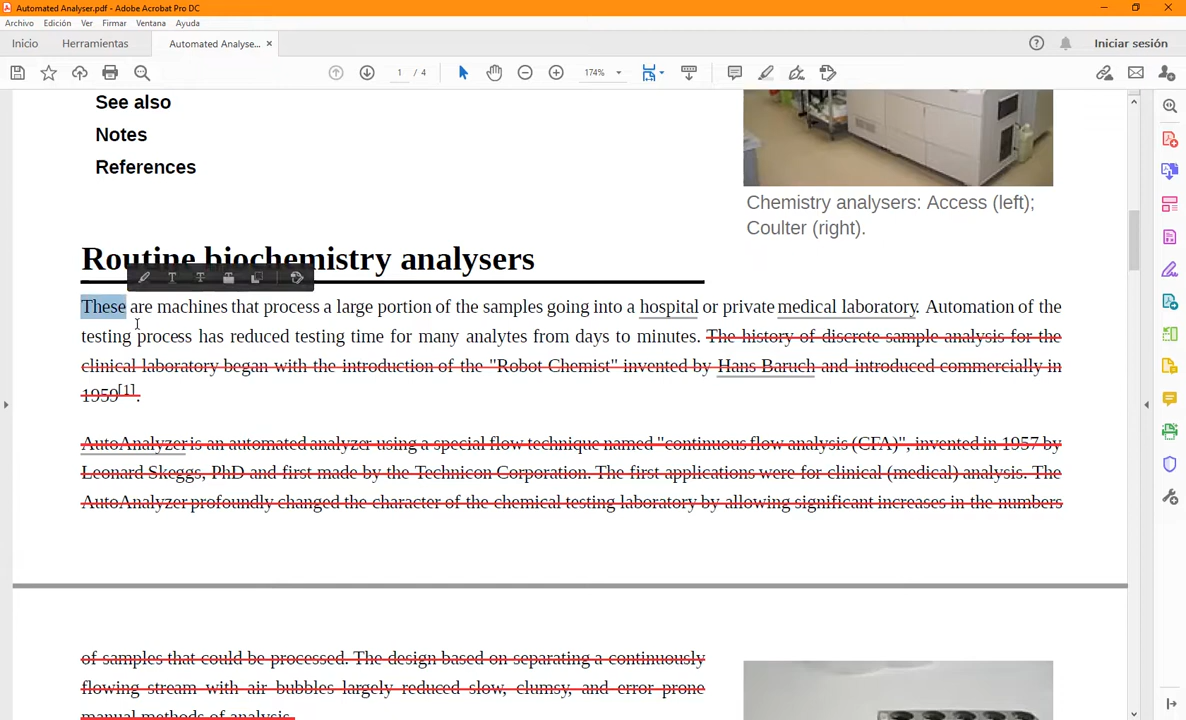 Automated Analyser.pdf - Adobe Acrobat Pro DC
Archivo Edición Ver Firmar Ventana Ayuda
Inicio Herramientas Automated Analyse... × Iniciar sesión
1 / 4 174%
See also
Notes
References
Chemistry analysers: Access (left);
Coulter (right).
Routine biochemistry analysers
These are machines that process a large portion of the samples going into a hospital or private medical laboratory. Automation of the
testing process has reduced testing time for many analytes from days to minutes. The history of discrete sample analysis for the
clinical laboratory began with the introduction of the "Robot Chemist" invented by Hans Baruch and introduced commercially in
1959[1].
AutoAnalyzer is an automated analyzer using a special flow technique named "continuous flow analysis (CFA)", invented in 1957 by
Leonard Skeggs, PhD and first made by the Technicon Corporation. The first applications were for clinical (medical) analysis. The
AutoAnalyzer profoundly changed the character of the chemical testing laboratory by allowing significant increases in the numbers
of samples that could be processed. The design based on separating a continuously
flowing stream with air bubbles largely reduced slow, clumsy, and error prone
manual methods of analysis.